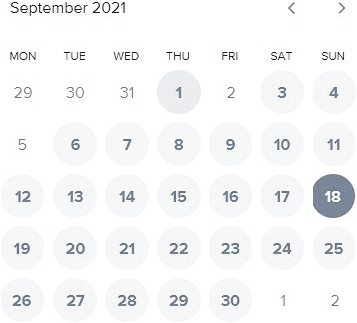 September 2021
MON TUE WED THU FRI SAT SUN
29 30 31 1 2 3 4
5 6 7 8 9 10 11
12 13 14 15 16 17 18
19 20 21 22 23 24 25
26 27 28 29 30 1 2